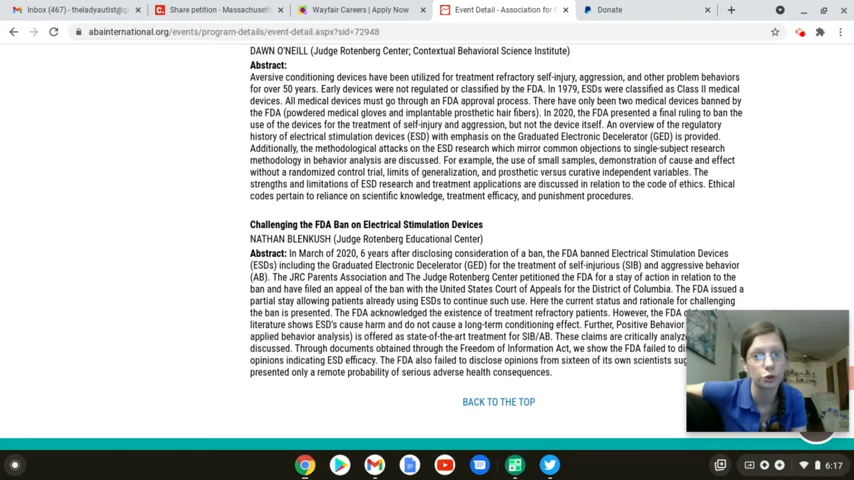 Inbox (467) - theladyautist@g
Share petition · Massachusett
Wayfair Careers | Apply Now
Event Detail - Association for B
Donate
abainternational.org/events/program-details/event-detail.aspx?sid=72948
DAWN O'NEILL (Judge Rotenberg Center; Contextual Behavioral Science Institute)
Abstract:
Aversive conditioning devices have been utilized for treatment refractory self-injury, aggression, and other problem behaviors
for over 50 years. Early devices were not regulated or classified by the FDA. In 1979, ESDs were classified as Class II medical
devices. All medical devices must go through an FDA approval process. There have only been two medical devices banned by
the FDA (powdered medical gloves and implantable prosthetic hair fibers). In 2020, the FDA presented a final ruling to ban the
use of the devices for the treatment of self-injury and aggression, but not the device itself. An overview of the regulatory
history of electrical stimulation devices (ESD) with emphasis on the Graduated Electronic Decelerator (GED) is provided.
Additionally, the methodological attacks on the ESD research which mirror common objections to single-subject research
methodology in behavior analysis are discussed. For example, the use of small samples, demonstration of cause and effect
without a randomized control trial, limits of generalization, and prosthetic versus curative independent variables. The
strengths and limitations of ESD research and treatment applications are discussed in relation to the code of ethics. Ethical
codes pertain to reliance on scientific knowledge, treatment efficacy, and punishment procedures.
Challenging the FDA Ban on Electrical Stimulation Devices
NATHAN BLENKUSH (Judge Rotenberg Educational Center)
Abstract: In March of 2020, 6 years after disclosing consideration of a ban, the FDA banned Electrical Stimulation Devices
(ESDs) including the Graduated Electronic Decelerator (GED) for the treatment of self-injurious (SIB) and aggressive behavior
(AB). The JRC Parents Association and The Judge Rotenberg Center petitioned the FDA for a stay of action in relation to the
ban and have filed an appeal of the ban with the United States Court of Appeals for the District of Columbia. The FDA issued a
partial stay allowing patients already using ESDs to continue such use. Here the current status and rationale for challenging
the ban is presented. The FDA acknowledged the existence of treatment refractory patients. However, the FDA
literature shows ESD's cause harm and do not cause a long-term conditioning effect. Further, Positive Behavior
applied behavior analysis) is offered as state-of-the-art treatment for SIB/AB. These claims are critically analyz
discussed. Through documents obtained through the Freedom of Information Act, we show the FDA failed to dis
opinions indicating ESD efficacy. The FDA also failed to disclose opinions from sixteen of its own scientists sug
presented only a remote probability of serious adverse health consequences.
BACK TO THE TOP
6:17